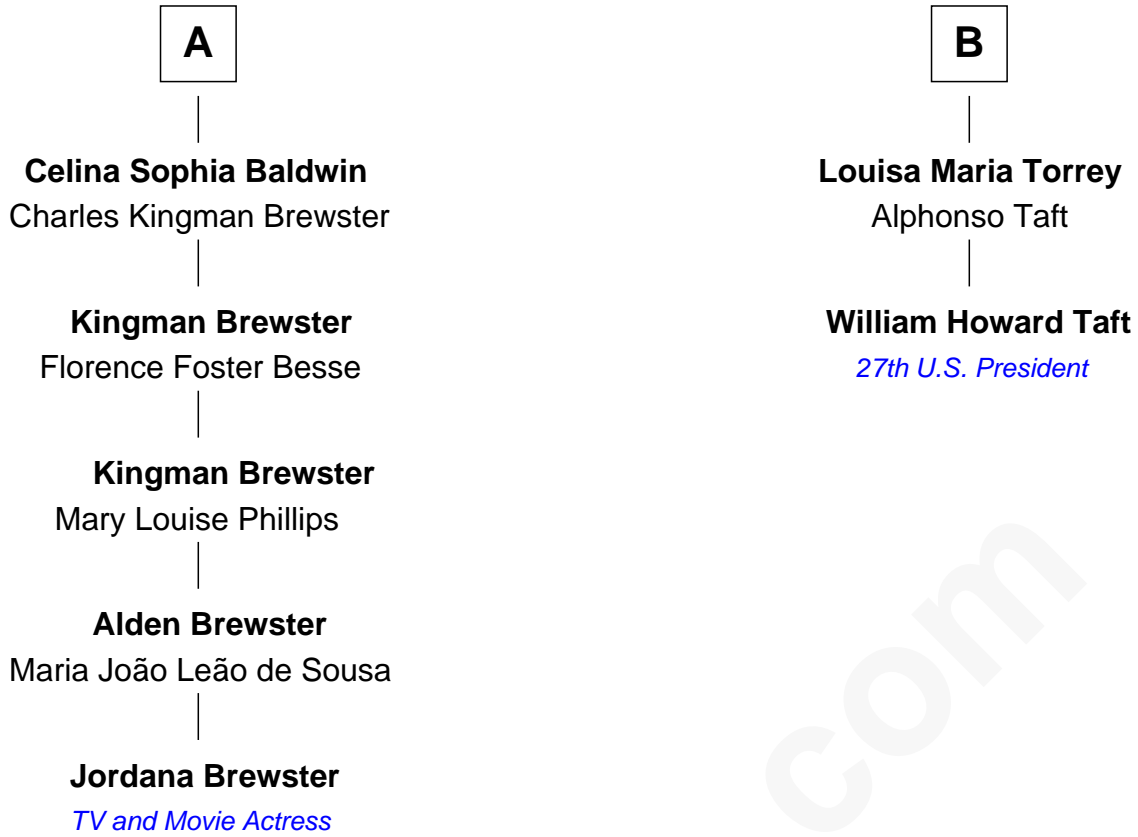 A
Celina Sophia Baldwin
Charles Kingman Brewster
Kingman Brewster
Florence Foster Besse
Kingman Brewster
Mary Louise Phillips
Alden Brewster
Maria João Leão de Sousa
Jordana Brewster
TV and Movie Actress
B
Louisa Maria Torrey
Alphonso Taft
William Howard Taft
27th U.S. President
com